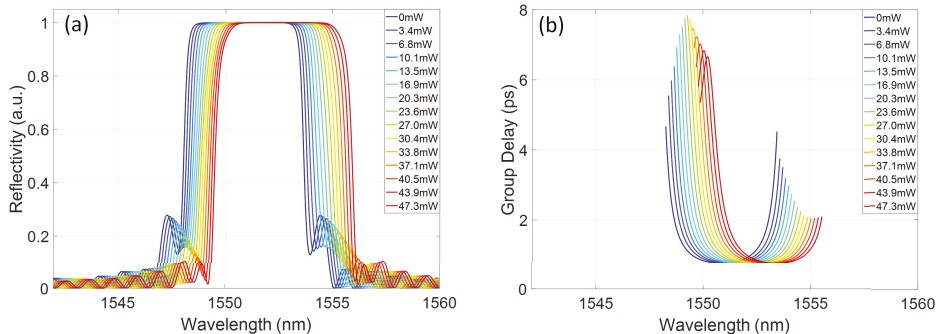 (a)
Reflectivity (a.u.)
1
0.8
0.6
0.4
0.2
0
1545
1550
1555
1560
Wavelength (nm)
0mW
3.4mW
6.8mW
10.1mW
13.5mW
16.9mW
20.3mW
23.6mW
27.0mW
30.4mW
33.8mW
37.1mW
40.5mW
43.9mW
47.3mW
(b)
Group Delay (ps)
8
6
4
2
0
1545
1550
1555
1560
Wavelength (nm)
0mW
3.4mW
6.8mW
10.1mW
13.5mW
16.9mW
20.3mW
23.6mW
27.0mW
30.4mW
33.8mW
37.1mW
40.5mW
43.9mW
47.3mW